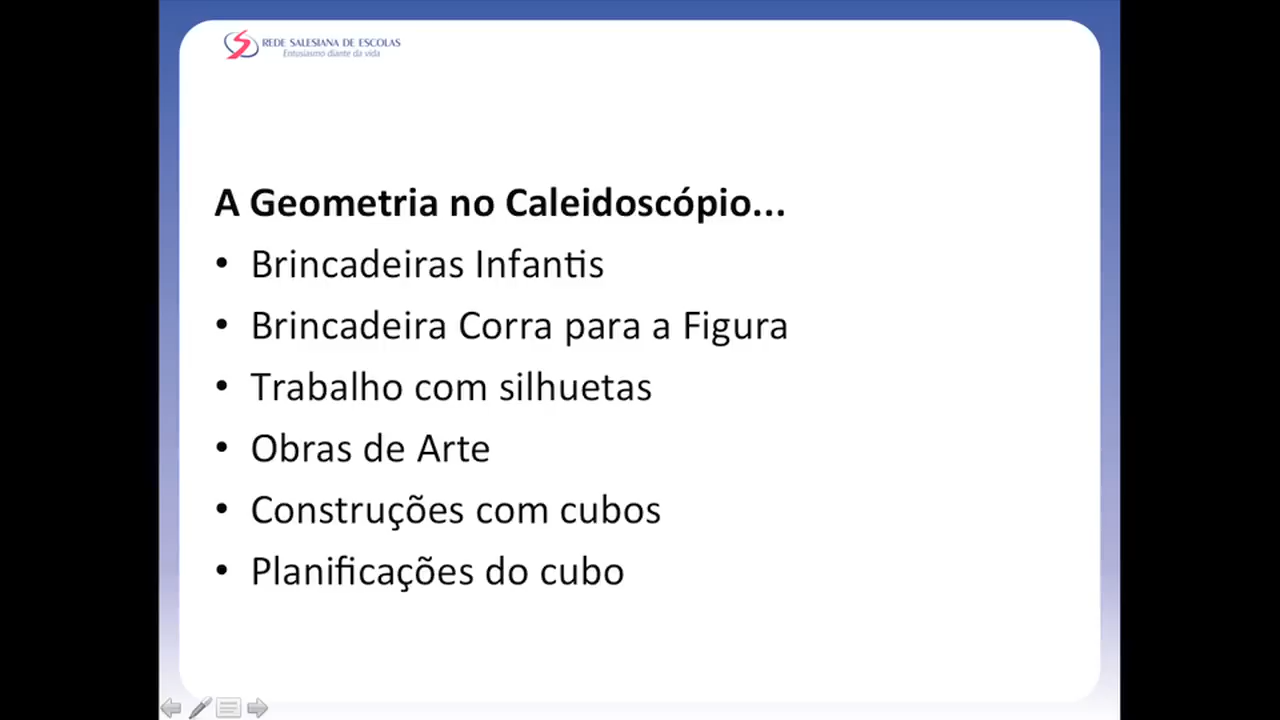 REDE SALESIANA DE ESCOLAS
Entusiasmo diante da vida
A Geometria no Caleidoscópio...
• Brincadeiras Infantis
• Brincadeira Corra para a Figura
• Trabalho com silhuetas
• Obras de Arte
• Construções com cubos
• Planificações do cubo